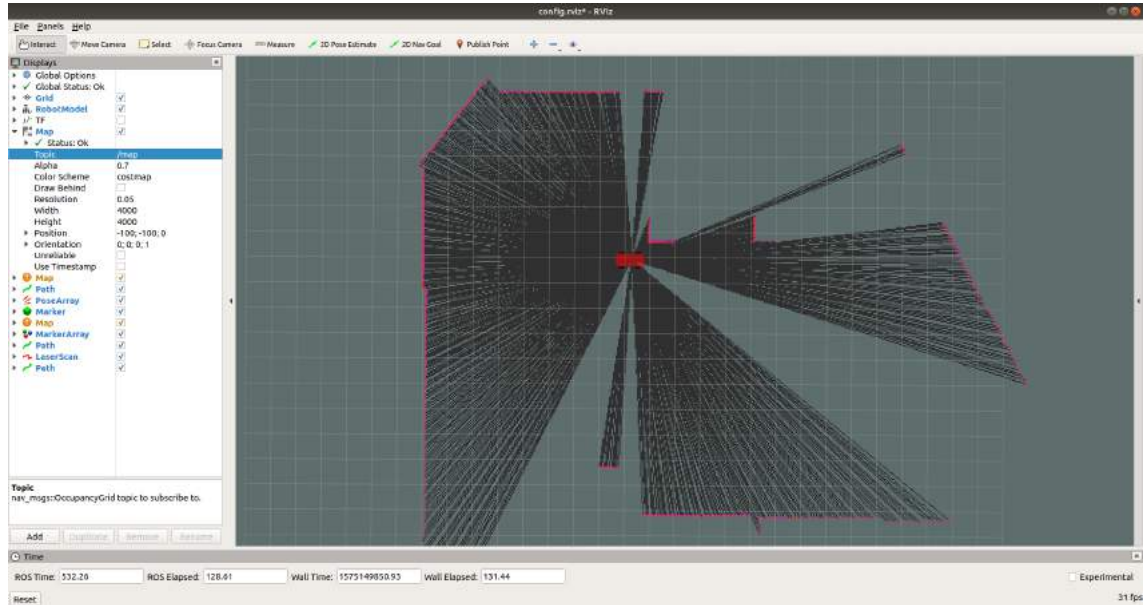 config.rviz* - RViz
File Panels Help
Interact Move Camera Select Focus Camera Measure 2D Pose Estimate 2D Nav Goal Publish Point
Displays
Global Options
Global Status: Ok
Grid
RobotModel
TF
Map
Status: Ok
Topic /map
Alpha 0.7
Color Scheme costmap
Draw Behind
Resolution 0.05
Width 4000
Height 4000
Position -100; -100; 0
Orientation 0; 0; 0; 1
Unreliable
Use Timestamp
Map
Path
PoseArray
Marker
Map
MarkerArray
Path
LaserScan
Path
Topic
nav_msgs::OccupancyGrid topic to subscribe to.
Add Duplicate Remove Rename
Time
ROS Time: 532.26 ROS Elapsed: 128.61 Wall Time: 1575149850.93 Wall Elapsed: 131.44 Experimental
Reset 31 fps